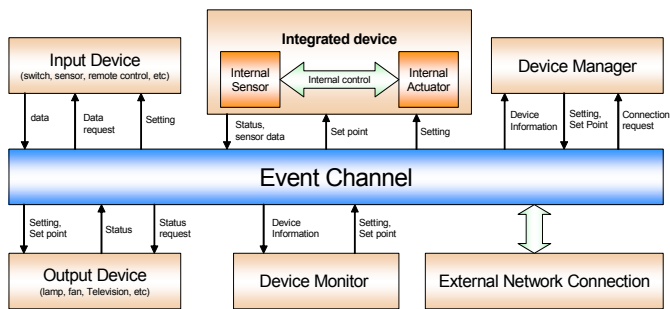 Input Device
(switch, sensor, remote control, etc)
Integrated device
Internal
Sensor
Internal control
Internal
Actuator
Device Manager
data
Data
request
Setting
Status,
sensor data
Set point
Setting
Device
Information
Setting,
Set Point
Connection
request
Event Channel
Setting,
Set point
Status
Status
request
Device
Information
Setting,
Set point
Output Device
(lamp, fan, Television, etc)
Device Monitor
External Network Connection